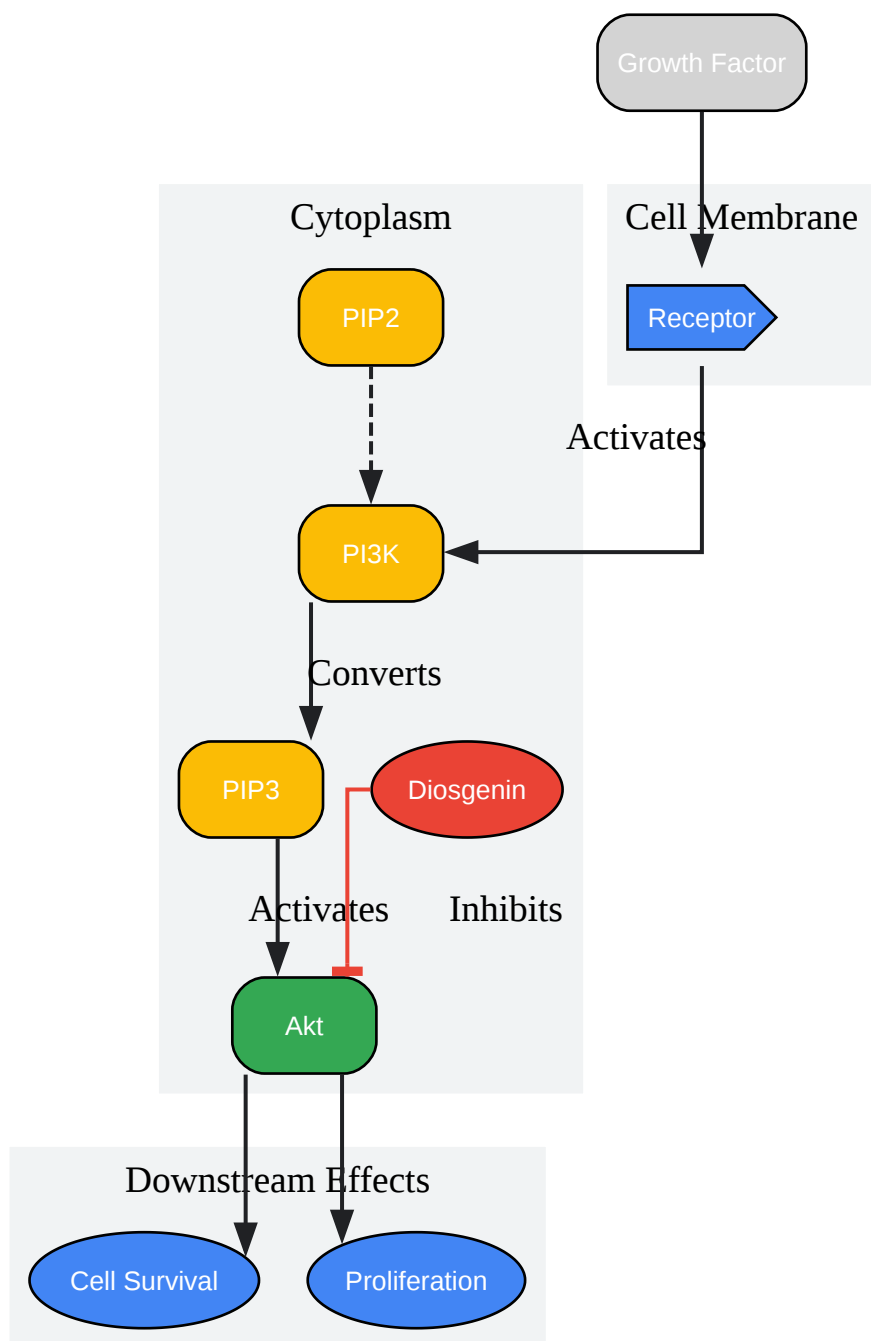 Growth Factor
Cytoplasm
Cell Membrane
PIP2
Receptor
Activates
PI3K
Converts
PIP3
Diosgenin
Activates
Inhibits
Akt
Downstream Effects
Cell Survival
Proliferation